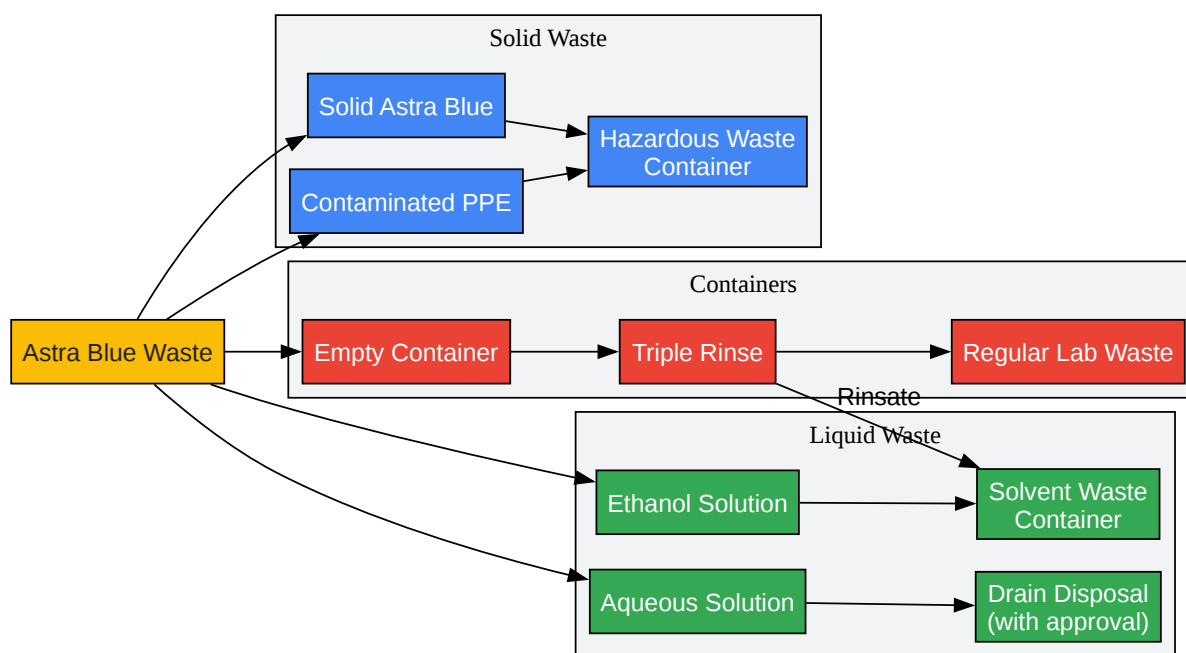 Solid Waste
Solid Astra Blue
Hazardous Waste
Container
Contaminated PPE
Containers
Astra Blue Waste
Empty Container
Triple Rinse
Regular Lab Waste
Rinsate
Liquid Waste
Ethanol Solution
Solvent Waste
Container
Aqueous Solution
Drain Disposal
(with approval)